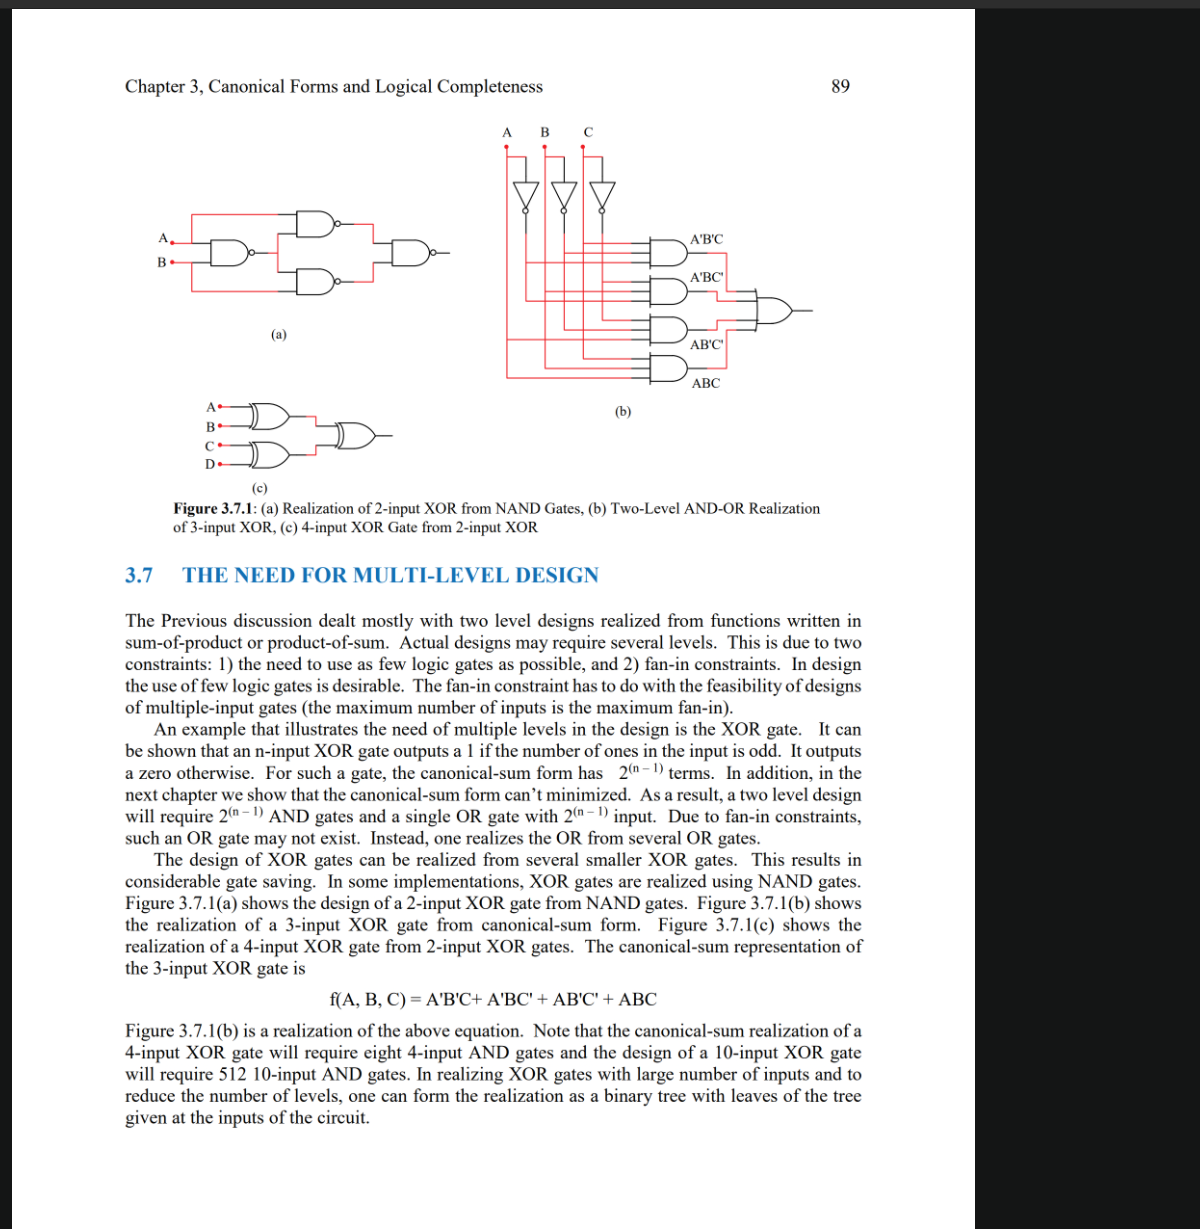 Chapter 3, Canonical Forms and Logical Completeness 89
A B C
A
B
A'B'C
A'BC'
AB'C'
ABC
(a)
(b)
A
B
C
D
(c)
Figure 3.7.1: (a) Realization of 2-input XOR from NAND Gates, (b) Two-Level AND-OR Realization
of 3-input XOR, (c) 4-input XOR Gate from 2-input XOR
3.7 THE NEED FOR MULTI-LEVEL DESIGN
The Previous discussion dealt mostly with two level designs realized from functions written in
sum-of-product or product-of-sum. Actual designs may require several levels. This is due to two
constraints: 1) the need to use as few logic gates as possible, and 2) fan-in constraints. In design
the use of few logic gates is desirable. The fan-in constraint has to do with the feasibility of designs
of multiple-input gates (the maximum number of inputs is the maximum fan-in).
An example that illustrates the need of multiple levels in the design is the XOR gate. It can
be shown that an n-input XOR gate outputs a 1 if the number of ones in the input is odd. It outputs
a zero otherwise. For such a gate, the canonical-sum form has 2(n – 1) terms. In addition, in the
next chapter we show that the canonical-sum form can't minimized. As a result, a two level design
will require 2(n – 1) AND gates and a single OR gate with 2(n – 1) input. Due to fan-in constraints,
such an OR gate may not exist. Instead, one realizes the OR from several OR gates.
The design of XOR gates can be realized from several smaller XOR gates. This results in
considerable gate saving. In some implementations, XOR gates are realized using NAND gates.
Figure 3.7.1(a) shows the design of a 2-input XOR gate from NAND gates. Figure 3.7.1(b) shows
the realization of a 3-input XOR gate from canonical-sum form. Figure 3.7.1(c) shows the
realization of a 4-input XOR gate from 2-input XOR gates. The canonical-sum representation of
the 3-input XOR gate is
f(A, B, C) = A'B'C+ A'BC' + AB'C' + ABC
Figure 3.7.1(b) is a realization of the above equation. Note that the canonical-sum realization of a
4-input XOR gate will require eight 4-input AND gates and the design of a 10-input XOR gate
will require 512 10-input AND gates. In realizing XOR gates with large number of inputs and to
reduce the number of levels, one can form the realization as a binary tree with leaves of the tree
given at the inputs of the circuit.